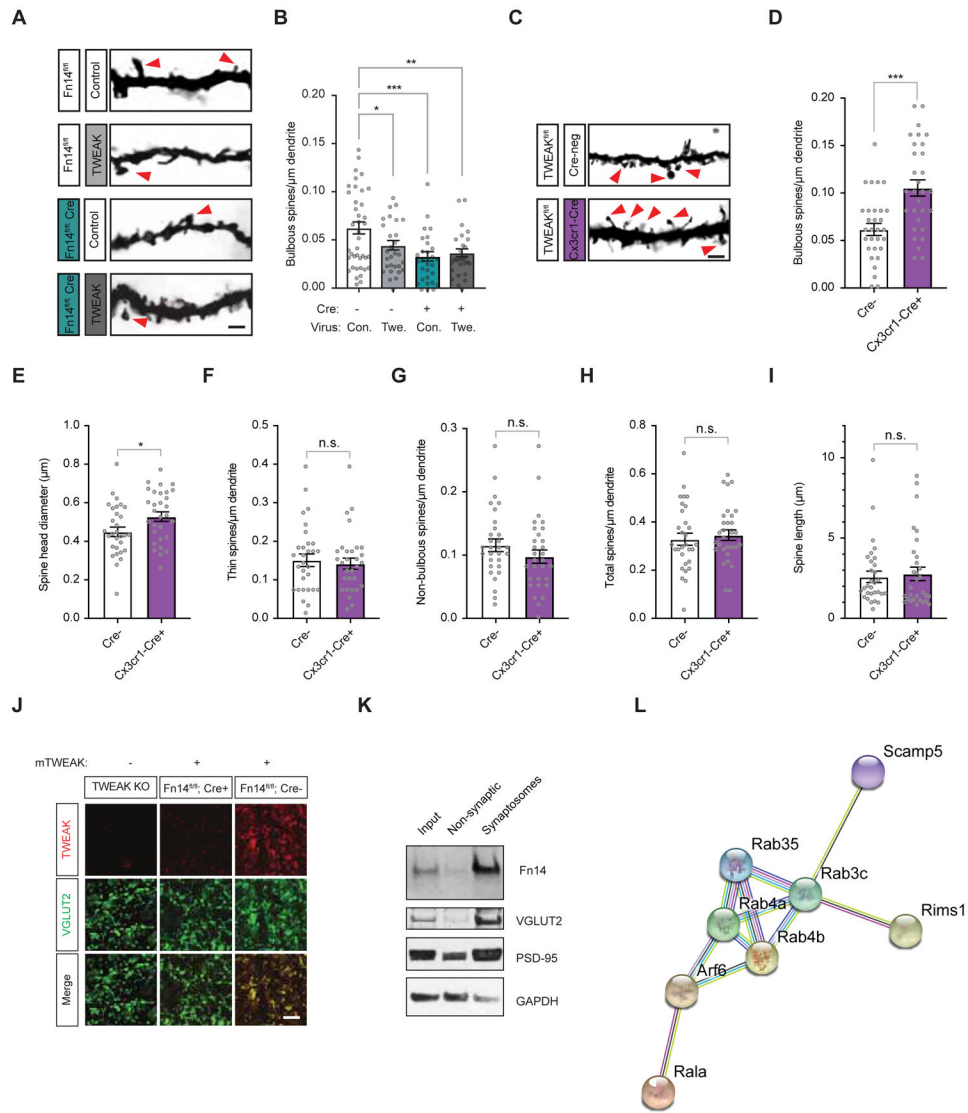 A
Fn14fl/fl
Control
Fn14fl/fl
TWEAK
Fn14fl/fl; Cre
Control
Fn14fl/fl; Cre
TWEAK
B
Bulbous spines/µm dendrite
0.20
0.15
0.10
0.05
0.00
**
***
*
Cre: - - + +
Virus: Con. Twe. Con. Twe.
C
TWEAKfl/fl
Cre-neg
TWEAKfl/fl
Cx3cr1-Cre
D
Bulbous spines/µm dendrite
0.20
0.15
0.10
0.05
0.00
***
Cre-
Cx3cr1-Cre+
E
Spine head diameter (µm)
1.0
0.8
0.6
0.4
0.2
0.0
*
Cre-
Cx3cr1-Cre+
F
Thin spines/µm dendrite
0.5
0.4
0.3
0.2
0.1
0.0
n.s.
Cre-
Cx3cr1-Cre+
G
Non-bulbous spines/µm dendrite
0.3
0.2
0.1
0.0
n.s.
Cre-
Cx3cr1-Cre+
H
Total spines/µm dendrite
0.8
0.6
0.4
0.2
0.0
n.s.
Cre-
Cx3cr1-Cre+
I
Spine length (µm)
10
8
6
4
2
0
n.s.
Cre-
Cx3cr1-Cre+
J
mTWEAK: - + +
TWEAK KO
Fn14fl/fl; Cre+
Fn14fl/fl; Cre-
TWEAK
VGLUT2
Merge
K
Input
Non-synaptic
Synaptosomes
Fn14
VGLUT2
PSD-95
GAPDH
L
Scamp5
Rab35
Rab3c
Rab4a
Rims1
Rab4b
Arf6
Rala